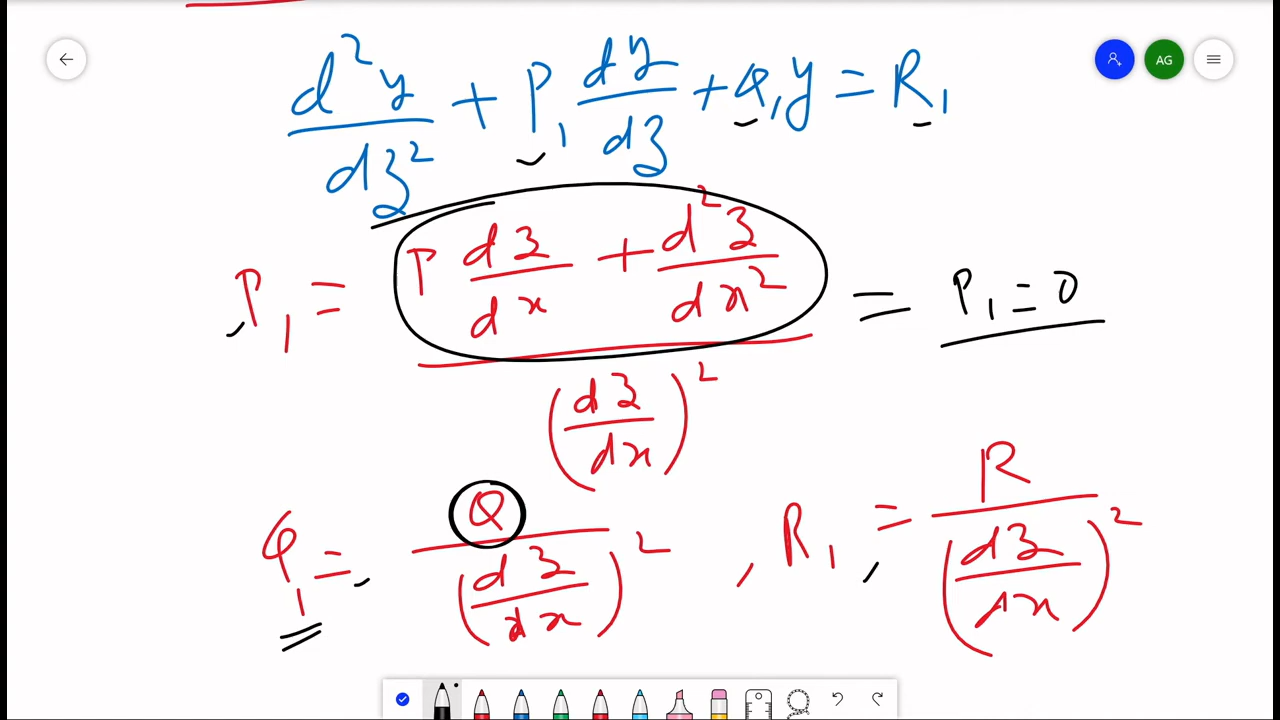 AG
d²y/dz² + P₁ dy/dz + Q₁y = R₁
P₁ = (P dz/dx + d²z/dx²)/(dz/dx)² = P₁ = 0
Q₁ = Q/(dz/dx)² , R₁ = R/(dz/dx)²